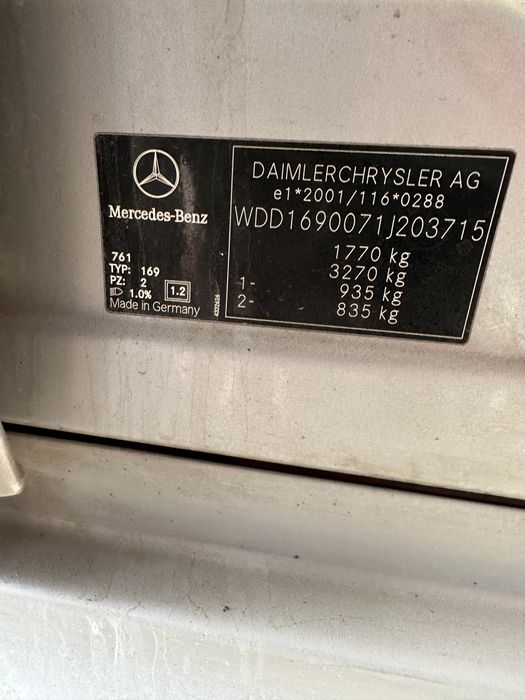 Mercedes-Benz
761
TYP: 169
PZ: 2
1.0%
1.2
Made in Germany
4332626
DAIMLERCHRYSLER AG
e1*2001/116*0288
WDD1690071J203715
1770 kg
3270 kg
1- 935 kg
2- 835 kg